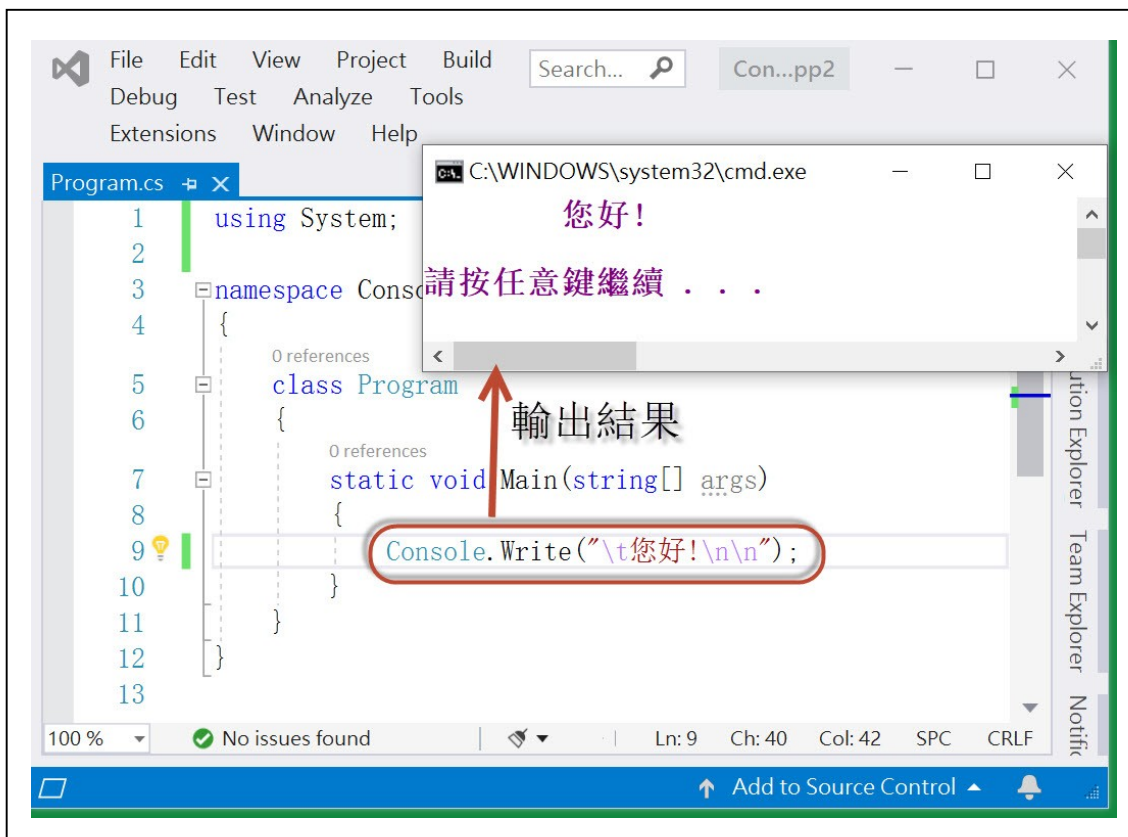 File Edit View Project Build Search... Con...pp2
Debug Test Analyze Tools
Extensions Window Help
Program.cs
C:\WINDOWS\system32\cmd.exe
您好!
請按任意鍵繼續 . . .
1 using System;
2
3 namespace
4 {
0 references
5 class Program
6 {
輸出結果
0 references
7 static void Main(string[] args)
8 {
9 Console.Write("\t您好!\n\n");
10 }
11 }
12 }
13
Explorer
Team Explorer
100 % No issues found Ln: 9 Ch: 40 Col: 42 SPC CRLF
Add to Source Control